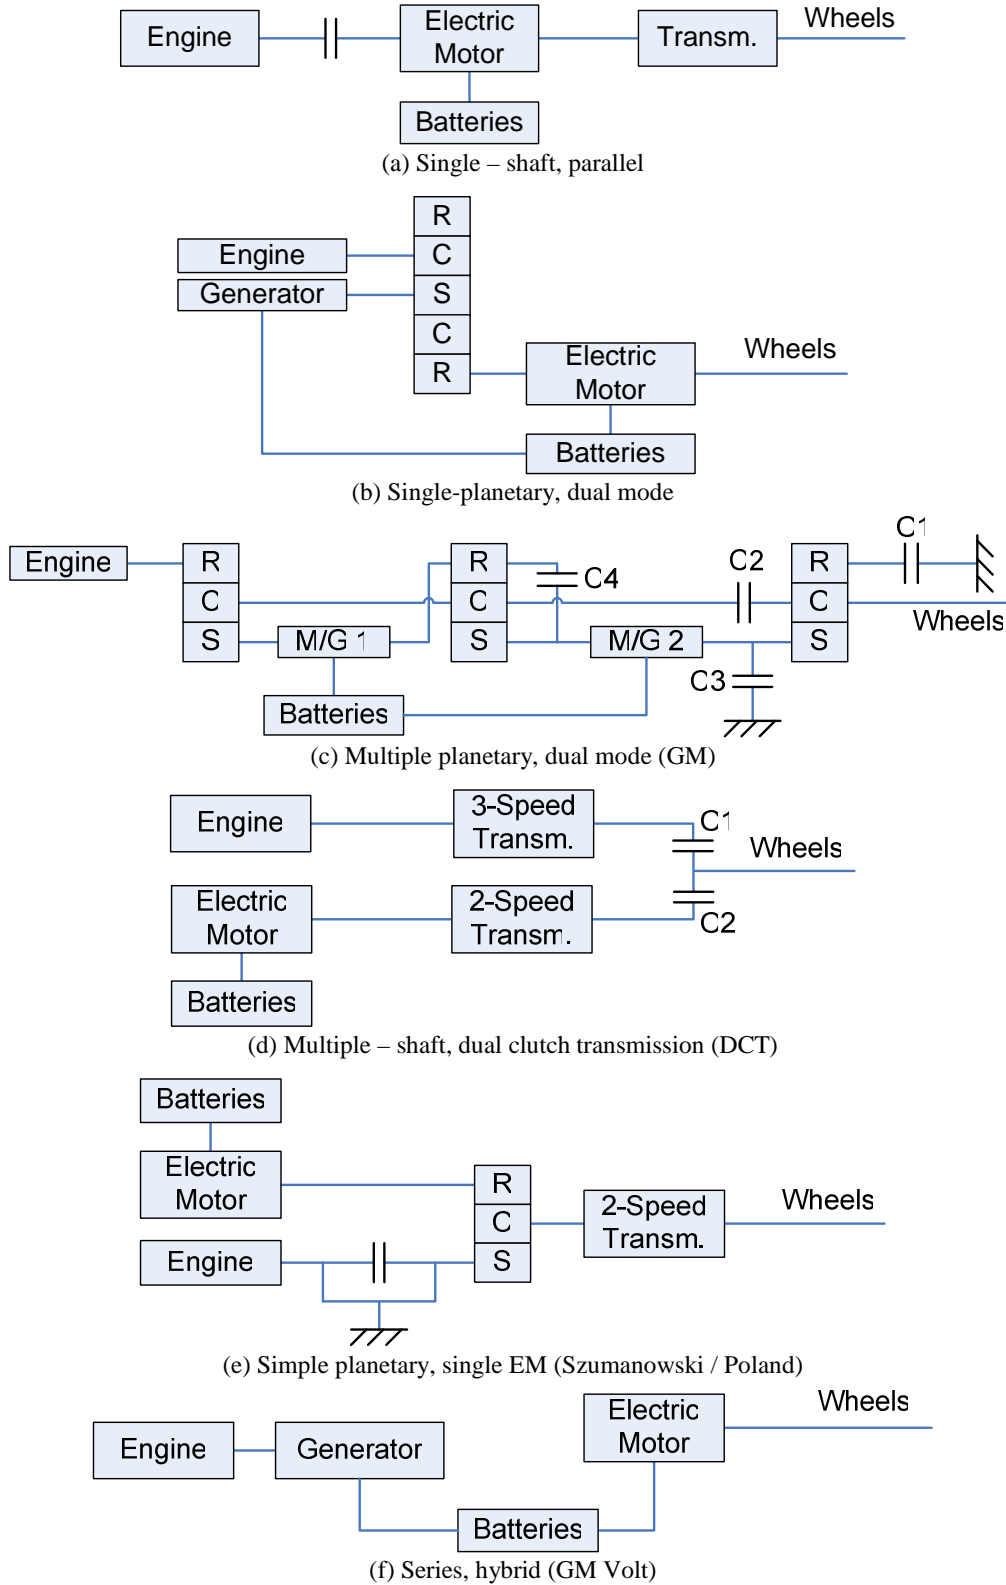 Engine
Electric
Motor
Transm.
Wheels
Batteries
(a) Single – shaft, parallel
R
Engine
C
Generator
S
C
R
Electric
Motor
Wheels
Batteries
(b) Single-planetary, dual mode
Engine
R
C
S
M/G 1
Batteries
R
C
S
C4
M/G 2
C2
C3
R
C
S
C1
Wheels
(c) Multiple planetary, dual mode (GM)
Engine
3-Speed
Transm.
C1
Wheels
Electric
Motor
2-Speed
Transm.
C2
Batteries
(d) Multiple – shaft, dual clutch transmission (DCT)
Batteries
Electric
Motor
R
C
S
2-Speed
Transm.
Wheels
Engine
(e) Simple planetary, single EM (Szumanowski / Poland)
Engine
Generator
Electric
Motor
Wheels
Batteries
(f) Series, hybrid (GM Volt)